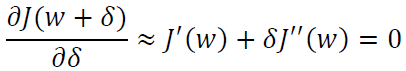 ∂J(w + δ)/∂δ ≈ J′(w) + δJ′′(w) = 0